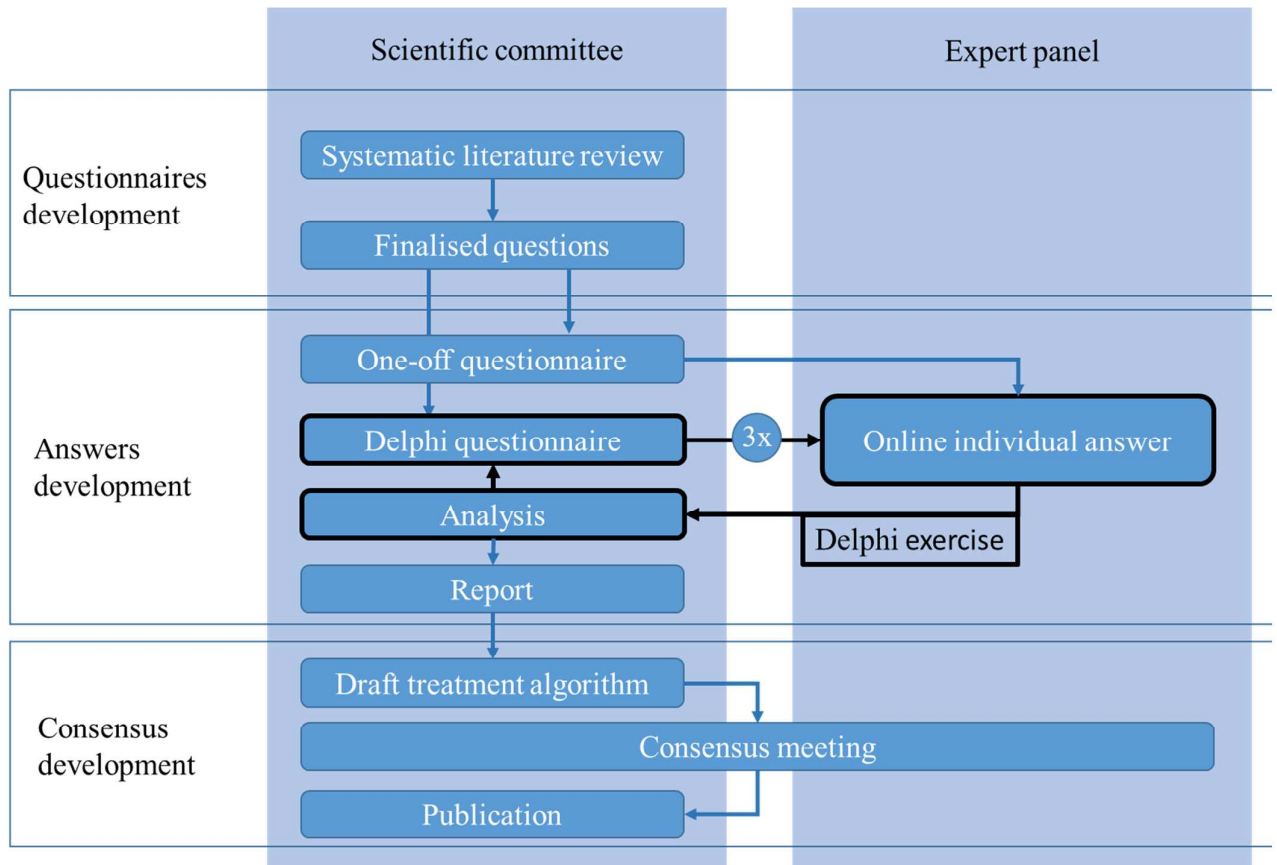 Scientific committee
Expert panel
Questionnaires
development
Systematic literature review
Finalised questions
Answers
development
One-off questionnaire
Delphi questionnaire
3x
Online individual answer
Analysis
Delphi exercise
Report
Consensus
development
Draft treatment algorithm
Consensus meeting
Publication